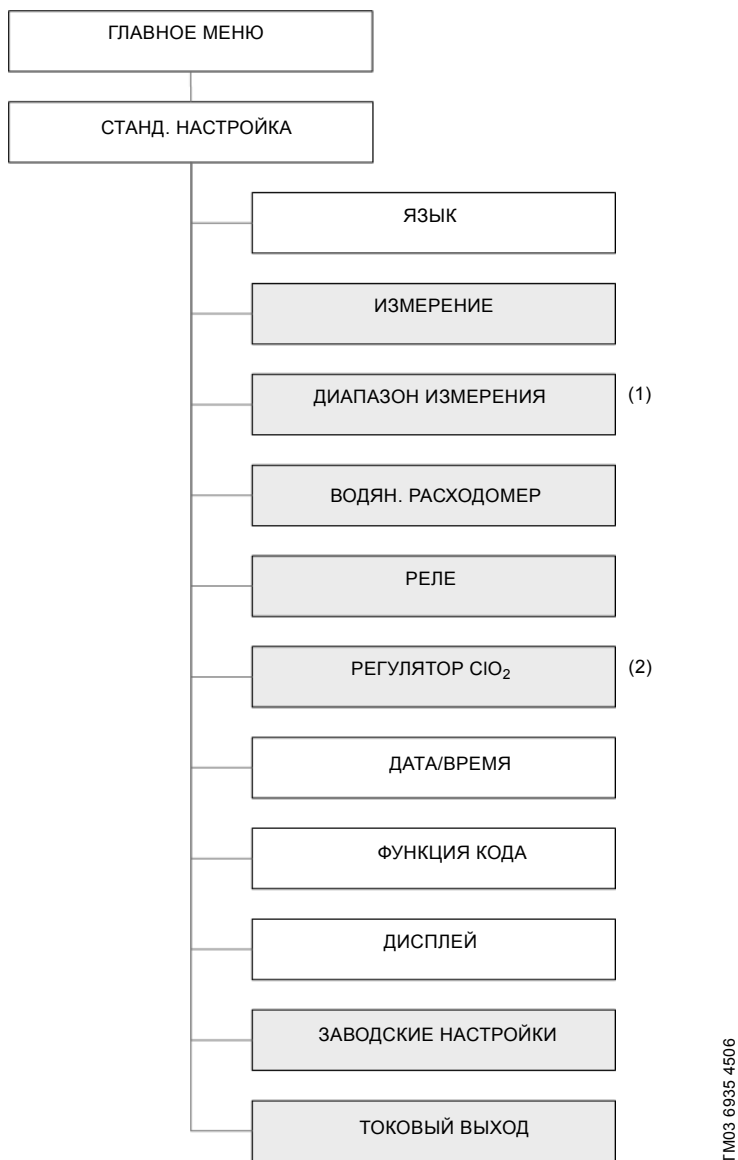 ГЛАВНОЕ МЕНЮ
СТАНД. НАСТРОЙКА
ЯЗЫК
ИЗМЕРЕНИЕ
ДИАПАЗОН ИЗМЕРЕНИЯ (1)
ВОДЯН. РАСХОДОМЕР
РЕЛЕ
РЕГУЛЯТОР ClO₂ (2)
ДАТА/ВРЕМЯ
ФУНКЦИЯ КОДА
ДИСПЛЕЙ
ЗАВОДСКИЕ НАСТРОЙКИ
ТОКОВЫЙ ВЫХОД
TM03 6935 4506